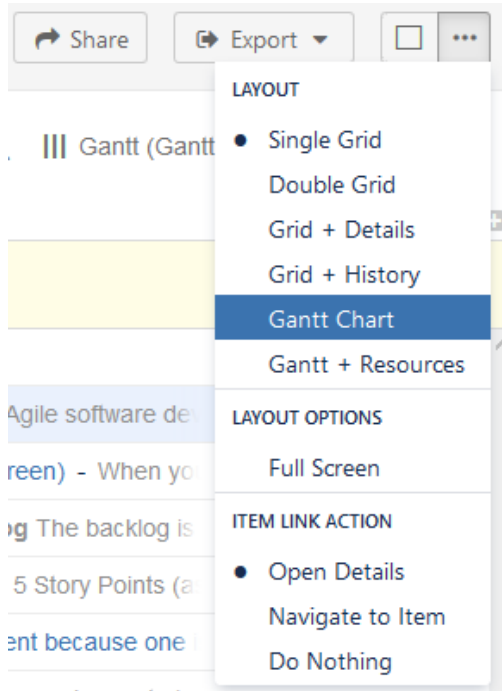 Share
Export
LAYOUT
Gantt (Gantt
Single Grid
Double Grid
Grid + Details
Grid + History
Gantt Chart
Gantt + Resources
Agile software de
LAYOUT OPTIONS
reen) - When yo
Full Screen
og The backlog is
ITEM LINK ACTION
5 Story Points (a
Open Details
Navigate to Item
ent because one
Do Nothing